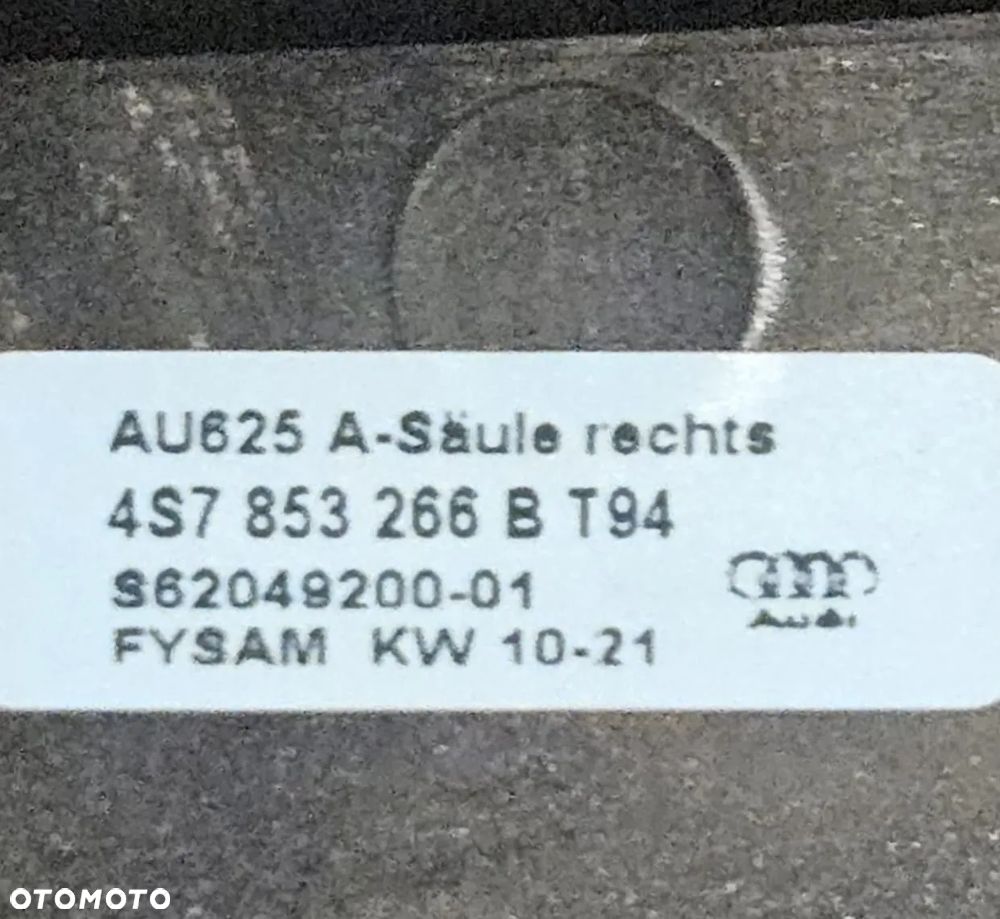 AU625 A-Säule rechts
4S7 853 266 B T94
S62049200-01
FYSAM KW 10-21
Audi
OTOMOTO